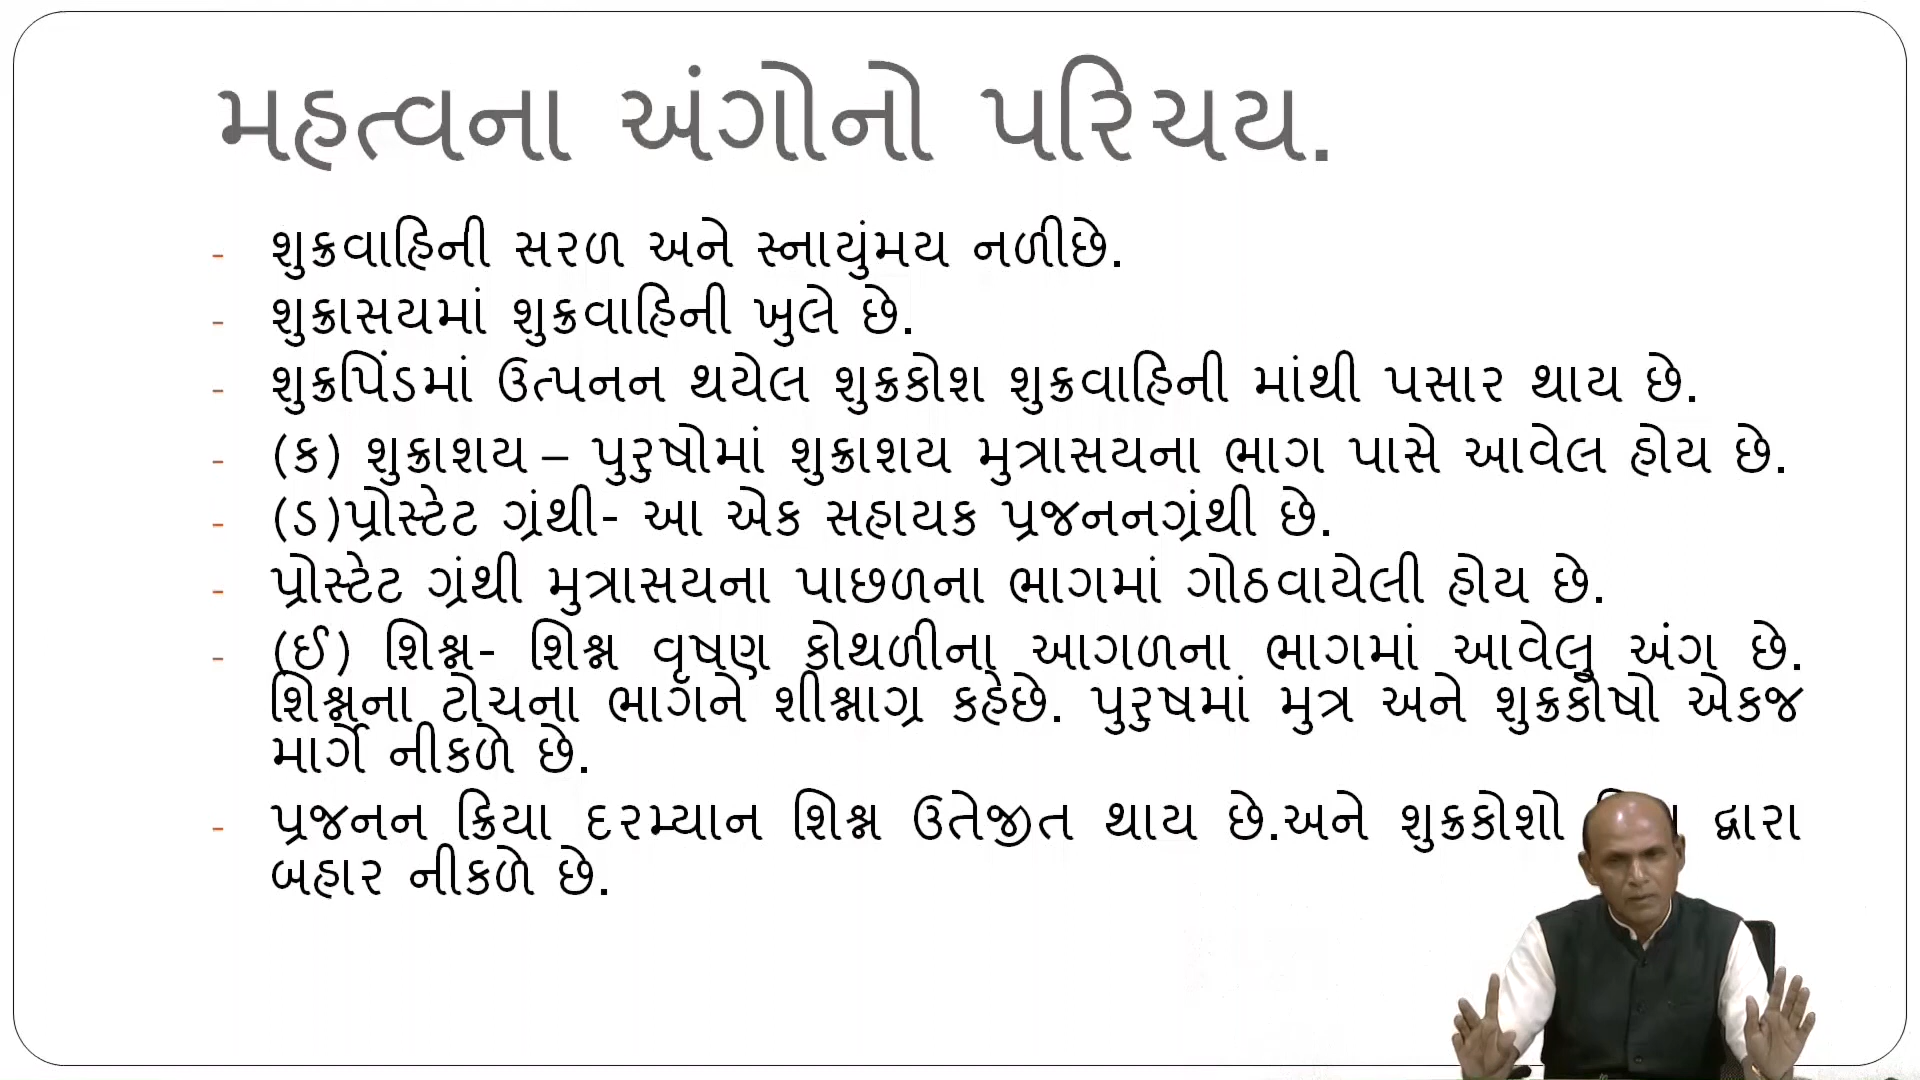 મહત્વના અંગોનો પરિચય.
- શુક્રવાહિની સરળ અને સ્નાયુંમય નળીછે.
- શુક્રાસયમાં શુક્રવાહિની ખુલે છે.
- શુક્રપિંડમાં ઉત્પનન થયેલ શુક્રકોશ શુક્રવાહિની માંથી પસાર થાય છે.
- (ક) શુક્રાશય – પુરુષોમાં શુક્રાશય મુત્રાસયના ભાગ પાસે આવેલ હોય છે.
- (ડ)પ્રોસ્ટેટ ગ્રંથી- આ એક સહાયક પ્રજનનગ્રંથી છે.
- પ્રોસ્ટેટ ગ્રંથી મુત્રાસયના પાછળના ભાગમાં ગોઠવાયેલી હોય છે.
- (ઈ) શિશ્ન- શિશ્ન વૃષણ કોથળીના આગળના ભાગમાં આવેલુ અંગ છે.
શિશ્નના ટોચના ભાગને શીશ્નાગ્ર કહેછે. પુરુષમાં મુત્ર અને શુક્રકોષો એકજ
માર્ગે નીકળે છે.
- પ્રજનન ક્રિયા દરમ્યાન શિશ્ન ઉતેજીત થાય છે.અને શુક્રકોશો દ્વારા
બહાર નીકળે છે.